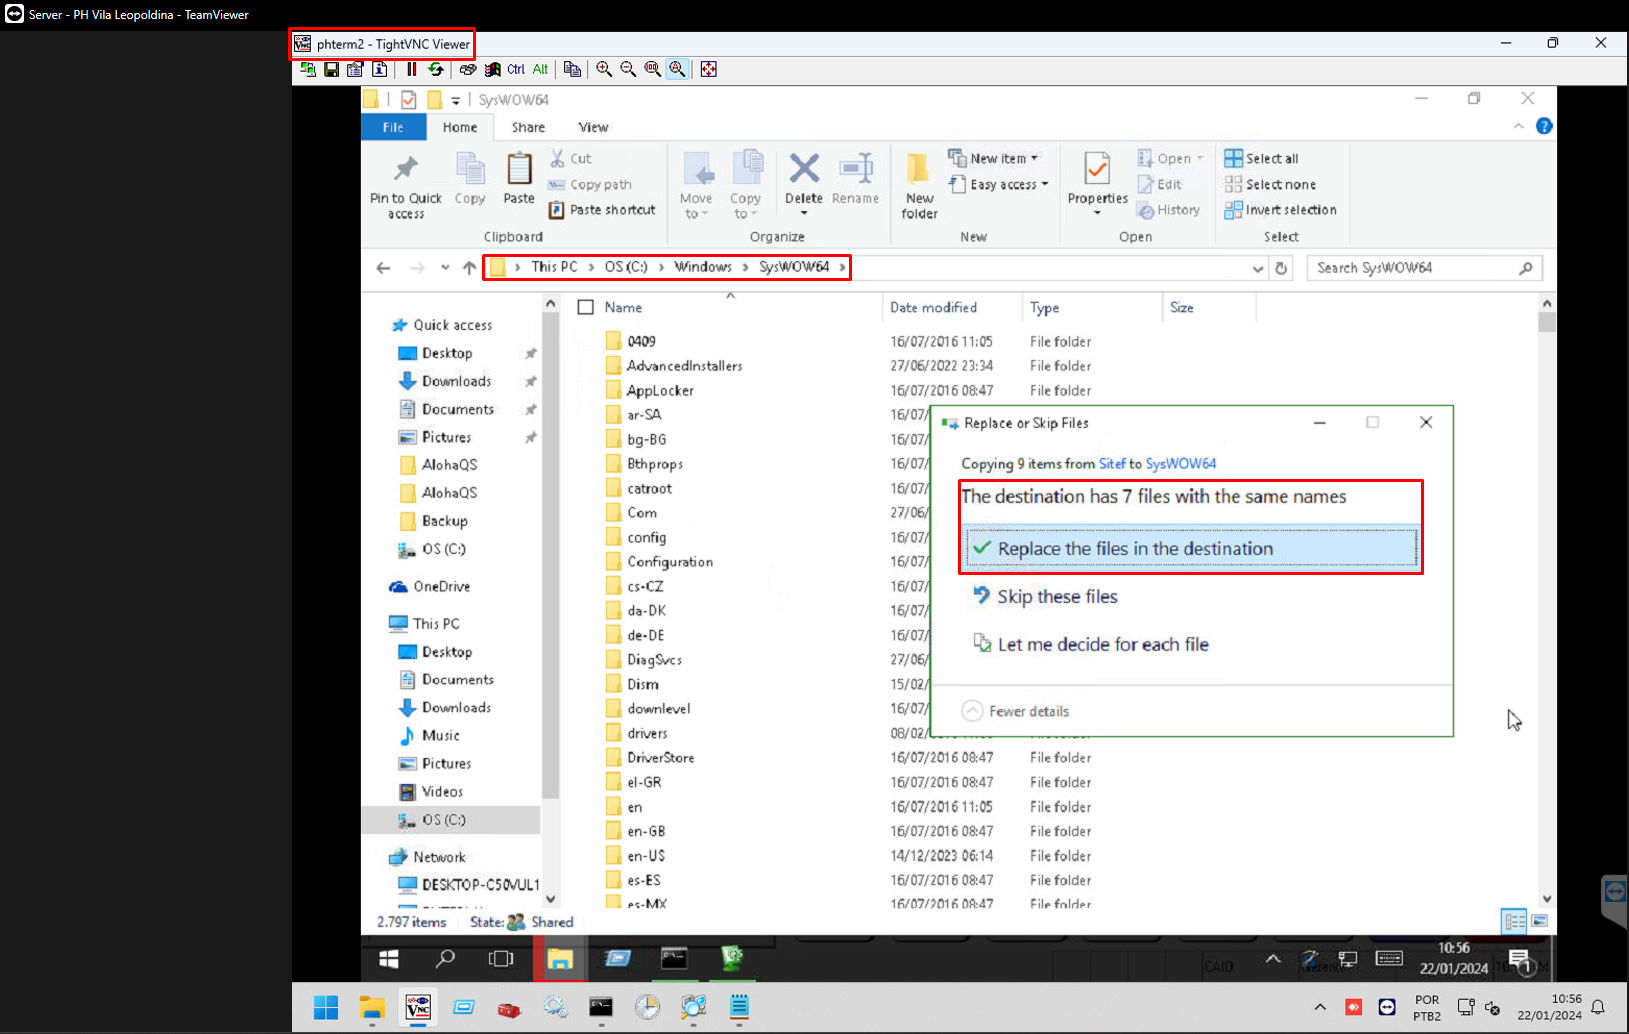 Server - PH Vila Leopoldina - TeamViewer
phterm2 - TightVNC Viewer
Ctrl Alt
SysWOW64
File Home Share View
Pin to Quick access
Copy
Paste
Cut
Copy path
Paste shortcut
Clipboard
Move to
Copy to
Delete
Rename
Organize
New folder
New item
Easy access
New
Properties
Open
Edit
History
Open
Select all
Select none
Invert selection
Select
This PC > OS (C:) > Windows > SysWOW64 >
Search SysWOW64
Quick access
Desktop
Downloads
Documents
Pictures
AlohaQS
AlohaQS
Backup
OS (C:)
OneDrive
This PC
Desktop
Documents
Downloads
Music
Pictures
Videos
OS (C:)
Network
DESKTOP-C50VUL1
Name Date modified Type Size
0409 16/07/2016 11:05 File folder
AdvancedInstallers 27/06/2022 23:34 File folder
AppLocker 16/07/2016 08:47 File folder
ar-SA 16/07/
bg-BG 16/07/
Bthprops 16/07/
catroot 16/07/
Com 27/06/
config 16/07/
Configuration 16/07/
cs-CZ 16/07/
da-DK 16/07/
de-DE 16/07/
DiagSvcs 27/06/
Dism 15/02/
downlevel 16/07/
drivers 08/02/
DriverStore 16/07/2016 08:47 File folder
el-GR 16/07/2016 08:47 File folder
en 16/07/2016 11:05 File folder
en-GB 16/07/2016 08:47 File folder
en-US 14/12/2023 06:14 File folder
es-ES 16/07/2016 08:47 File folder
es-MX 16/07/2016 08:47 File folder
Replace or Skip Files
Copying 9 items from Sitef to SysWOW64
The destination has 7 files with the same names
Replace the files in the destination
Skip these files
Let me decide for each file
Fewer details
2.797 items State: Shared
CAIO
10:56
22/01/2024
1
POR
PTB2
10:56
22/01/2024